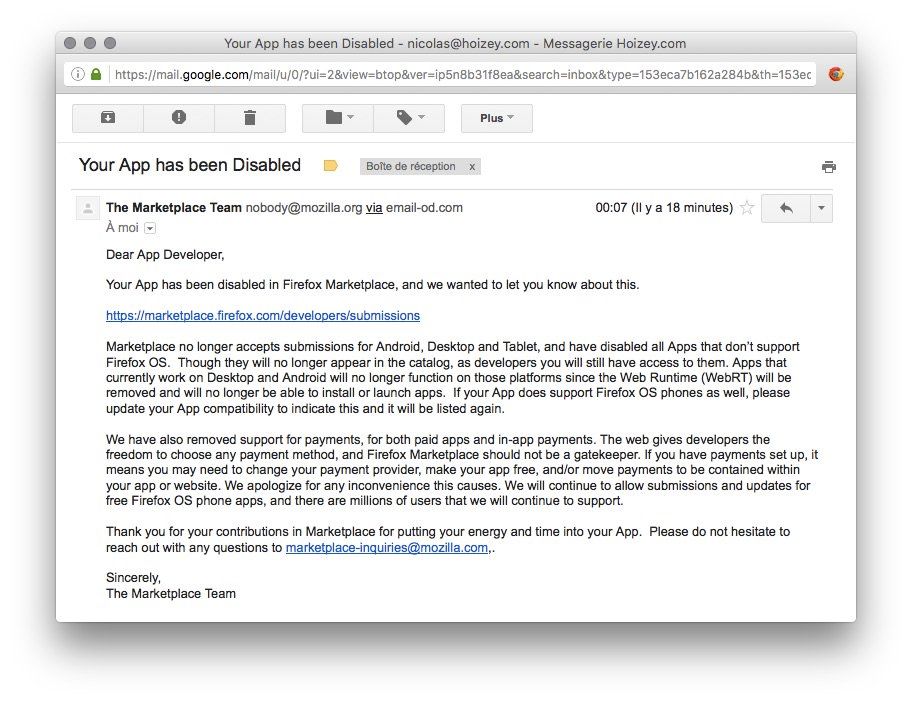 Your App has been Disabled - nicolas@hoizey.com - Messagerie Hoizey.com
https://mail.google.com/mail/u/0/?ui=2&view=btop&ver=ip5n8b31f8ea&search=inbox&type=153eca7b162a284b&th=153ec
Plus
Your App has been Disabled
Boîte de réception x
The Marketplace Team nobody@mozilla.org via email-od.com
00:07 (Il y a 18 minutes)
À moi
Dear App Developer,
Your App has been disabled in Firefox Marketplace, and we wanted to let you know about this.
https://marketplace.firefox.com/developers/submissions
Marketplace no longer accepts submissions for Android, Desktop and Tablet, and have disabled all Apps that don’t support
Firefox OS.  Though they will no longer appear in the catalog, as developers you will still have access to them. Apps that
currently work on Desktop and Android will no longer function on those platforms since the Web Runtime (WebRT) will be
removed and will no longer be able to install or launch apps.  If your App does support Firefox OS phones as well, please
update your App compatibility to indicate this and it will be listed again.
We have also removed support for payments, for both paid apps and in-app payments. The web gives developers the
freedom to choose any payment method, and Firefox Marketplace should not be a gatekeeper. If you have payments set up, it
means you may need to change your payment provider, make your app free, and/or move payments to be contained within
your app or website. We apologize for any inconvenience this causes. We will continue to allow submissions and updates for
free Firefox OS phone apps, and there are millions of users that we will continue to support.
Thank you for your contributions in Marketplace for putting your energy and time into your App.  Please do not hesitate to
reach out with any questions to marketplace-inquiries@mozilla.com,.
Sincerely,
The Marketplace Team